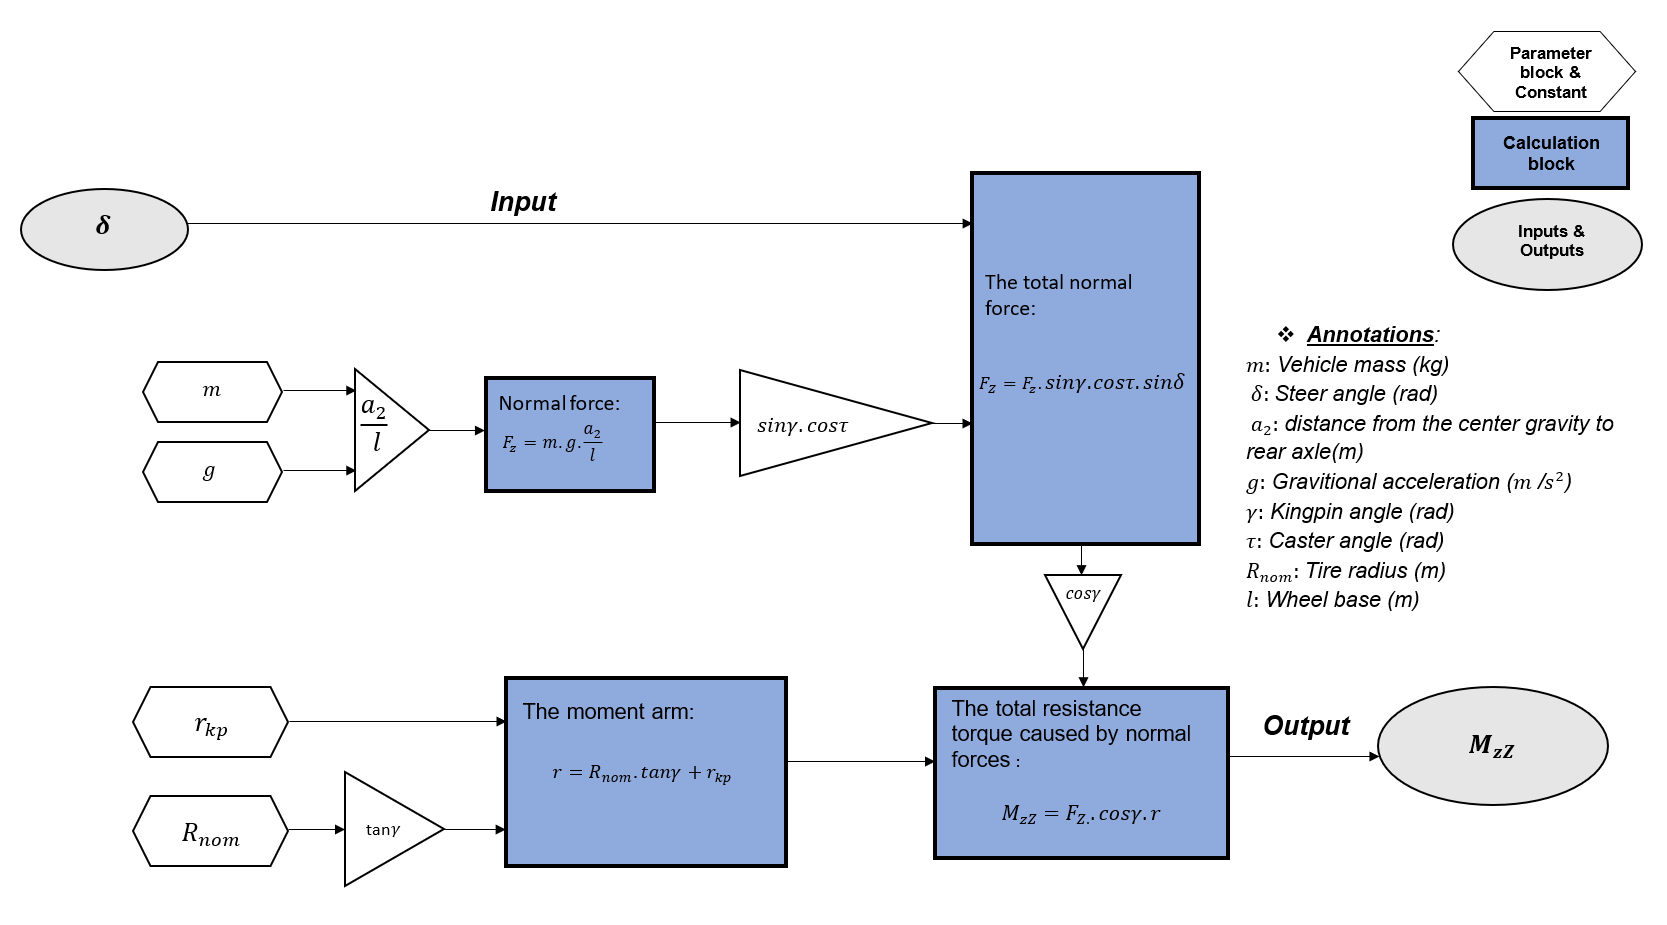 Parameter
block &
Constant
Calculation
block
Inputs &
Outputs
δ
Input
The total normal
force:
F_Z = F_z. sinγ. cosτ. sinδ
m
g
a_2/l
Normal force:
F_z = m. g. a_2/l
sinγ. cosτ
❖ Annotations:
m: Vehicle mass (kg)
δ: Steer angle (rad)
a_2: distance from the center gravity to
rear axle(m)
g: Gravitional acceleration (m /s^2)
γ: Kingpin angle (rad)
τ: Caster angle (rad)
R_nom: Tire radius (m)
l: Wheel base (m)
cosγ
r_kp
R_nom
tanγ
The moment arm:
r = R_nom. tanγ + r_kp
The total resistance
torque caused by normal
forces :
M_zZ = F_Z.. cosγ. r
Output
M_zZ